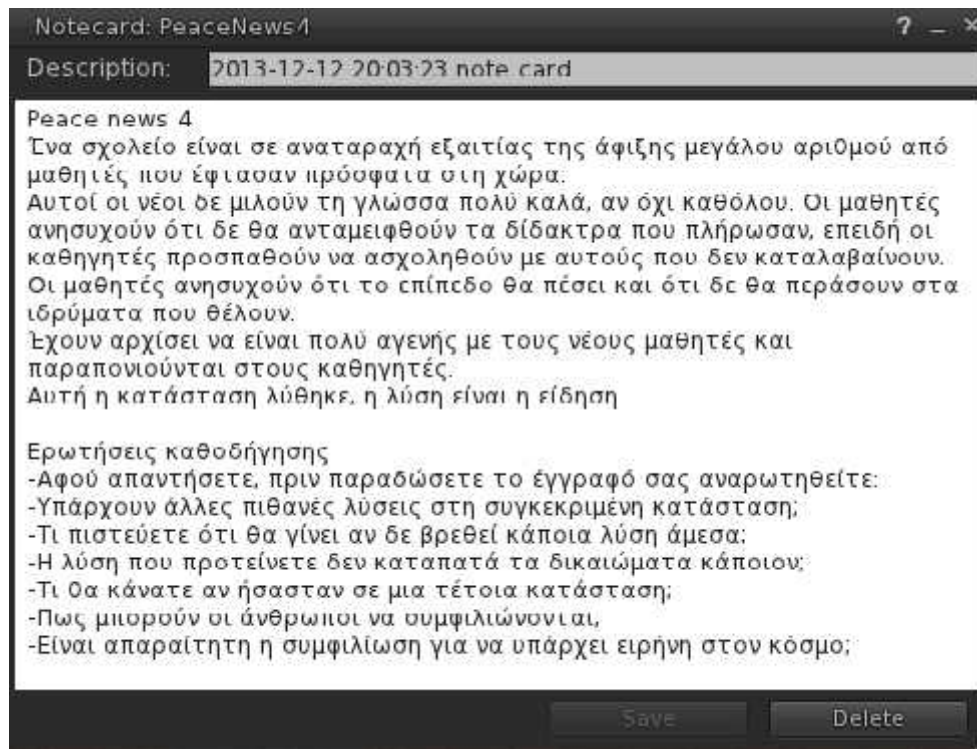 Notecard: PeaceNews4
? _ ×
Description: 2013-12-12 20:03:23 note card
Peace news 4
Ένα σχολείο είναι σε αναταραχή εξαιτίας της άφιξης μεγάλου αριθμού από
μαθητές που έφτασαν πρόσφατα στη χώρα.
Αυτοί οι νέοι δε μιλούν τη γλώσσα πολύ καλά, αν όχι καθόλου. Οι μαθητές
ανησυχούν ότι δε θα ανταμειφθούν τα δίδακτρα που πλήρωσαν, επειδή οι
καθηγητές προσπαθούν να ασχοληθούν με αυτούς που δεν καταλαβαίνουν.
Οι μαθητές ανησυχούν ότι το επίπεδο θα πέσει και ότι δε θα περάσουν στα
ιδρύματα που θέλουν.
Έχουν αρχίσει να είναι πολύ αγενής με τους νέους μαθητές και
παραπονιούνται στους καθηγητές.
Αυτή η κατάσταση λύθηκε, η λύση είναι η είδηση

Ερωτήσεις καθοδήγησης
-Αφού απαντήσετε, πριν παραδώσετε το έγγραφό σας αναρωτηθείτε:
-Υπάρχουν άλλες πιθανές λύσεις στη συγκεκριμένη κατάσταση;
-Τι πιστεύετε ότι θα γίνει αν δε βρεθεί κάποια λύση άμεσα;
-Η λύση που προτείνετε δεν καταπατά τα δικαιώματα κάποιον;
-Τι θα κάνατε αν ήσασταν σε μια τέτοια κατάσταση;
-Πως μπορούν οι άνθρωποι να συμφιλιώνονται,
-Είναι απαραίτητη η συμφιλίωση για να υπάρχει ειρήνη στον κόσμο;
Save Delete